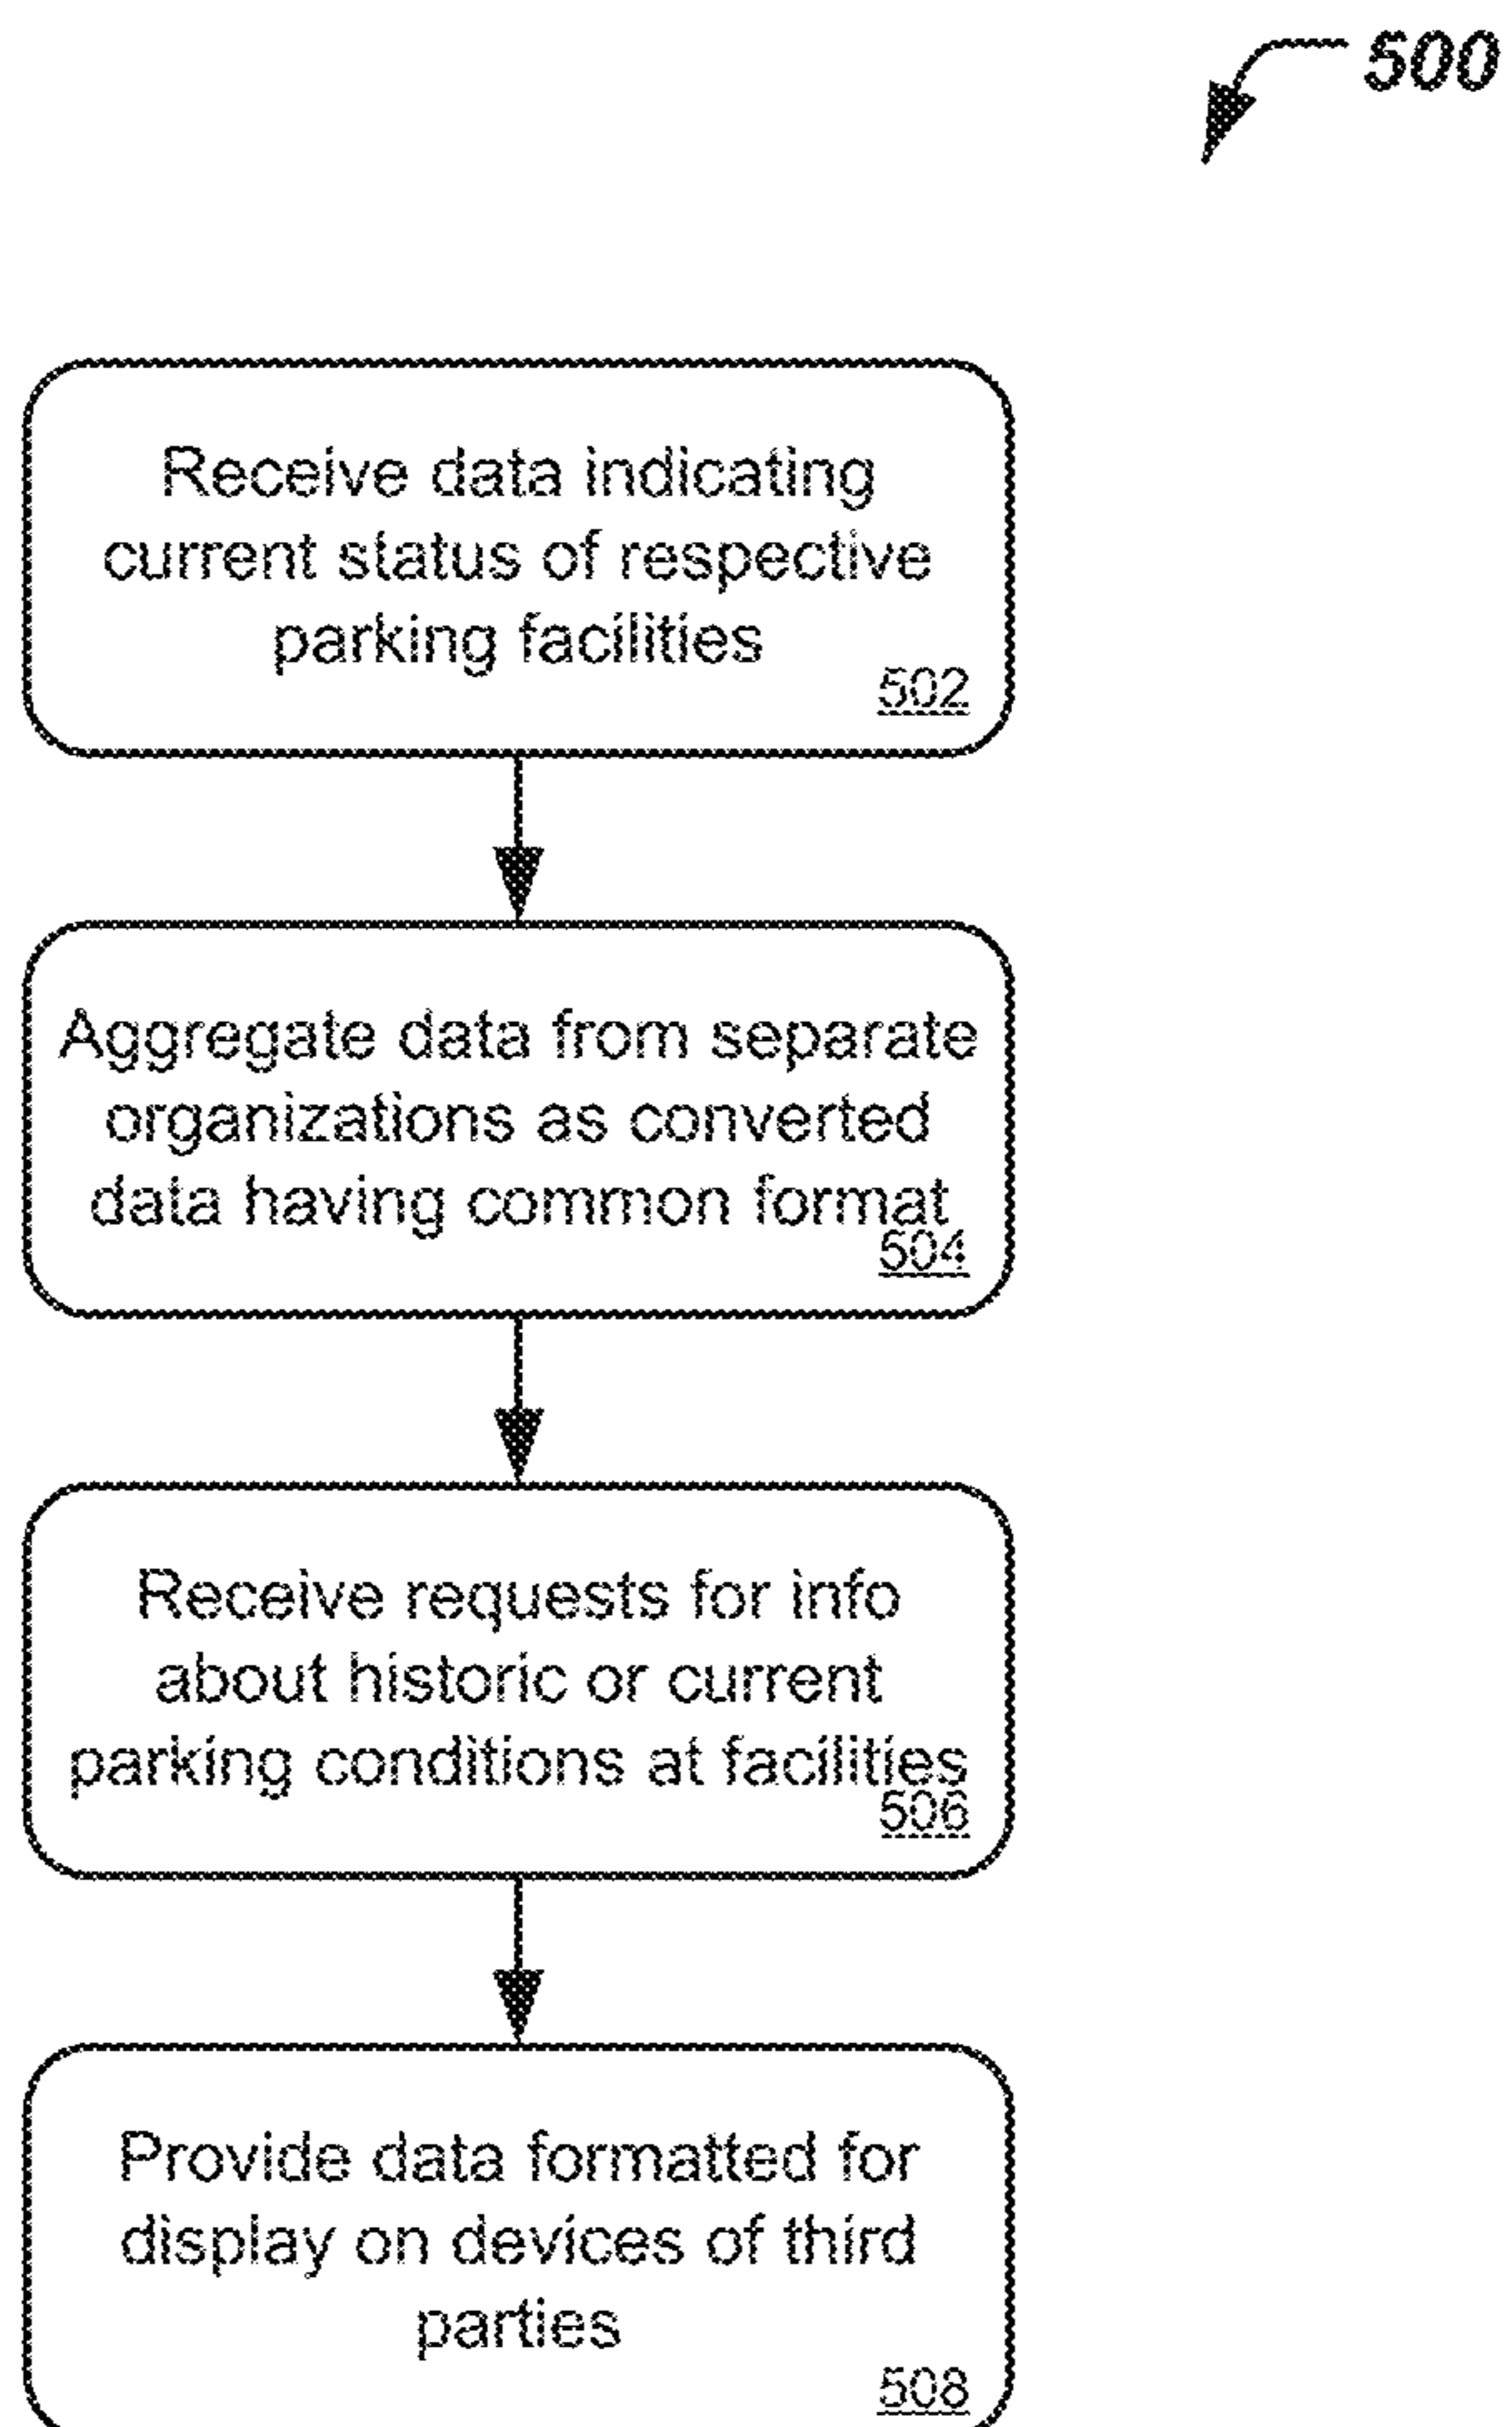 500
Receive data indicating
current status of respective
parking facilities
502
Aggregate data from separate
organizations as converted
data having common format
504
Receive requests for info
about historic or current
parking conditions at facilities
506
Provide data formatted for
display on devices of third
parties
508